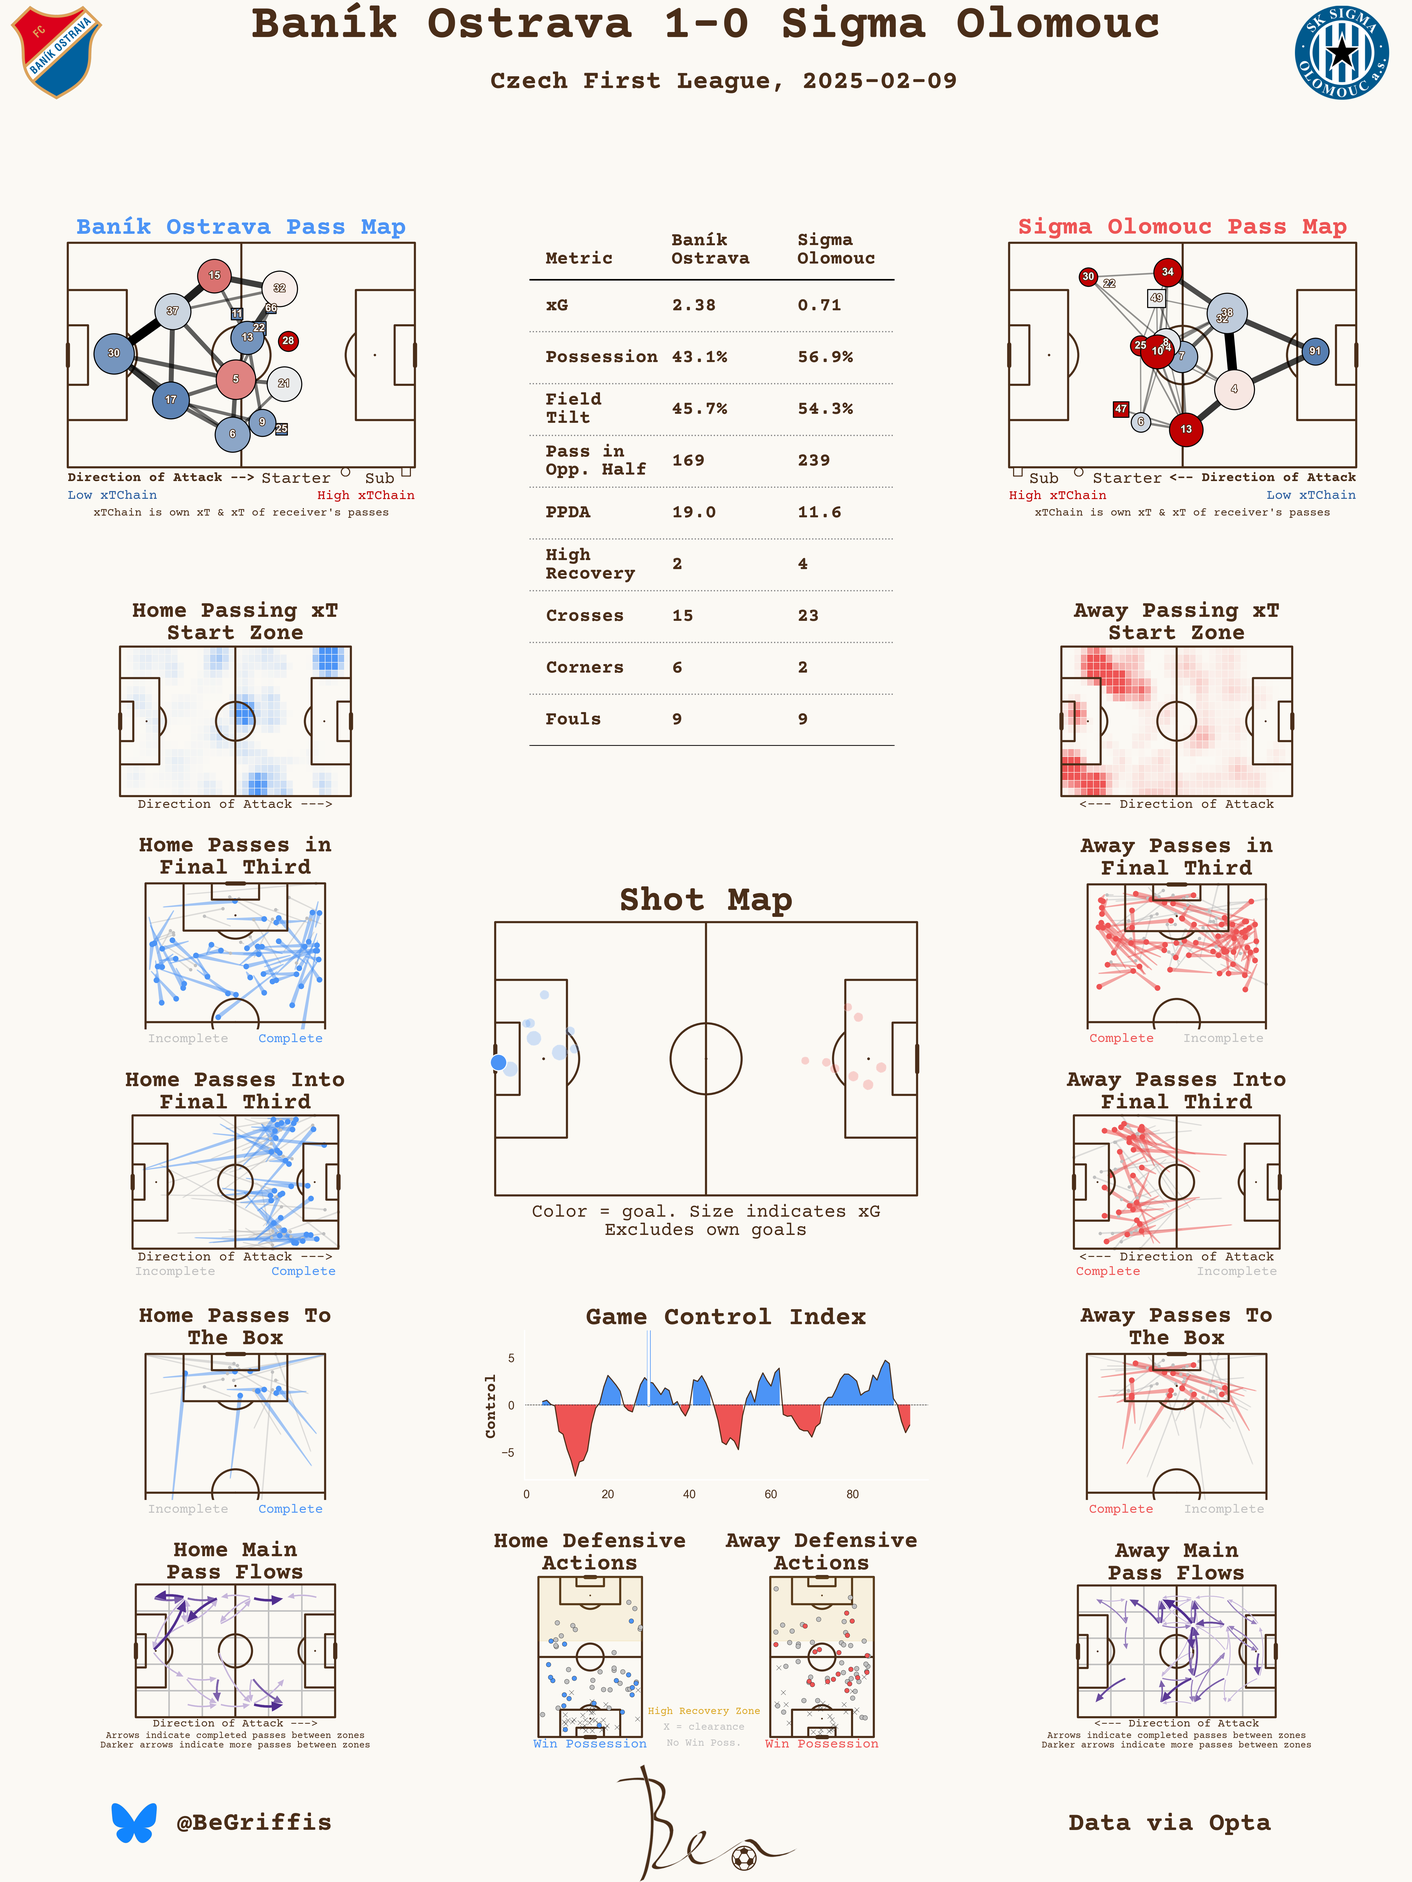 Baník Ostrava 1-0 Sigma Olomouc
Czech First League, 2025-02-09
FC
BANÍK OSTRAVA
SK SIGMA
OLOMOUC a.s.
Baník Ostrava Pass Map
15
32
66
11
37
22
13
28
30
5
21
17
9
25
6
Direction of Attack --> Starter Sub
Low xTChain High xTChain
xTChain is own xT & xT of receiver's passes
Metric Baník Ostrava Sigma Olomouc
xG 2.38 0.71
Possession 43.1% 56.9%
Field Tilt 45.7% 54.3%
Pass in Opp. Half 169 239
PPDA 19.0 11.6
High Recovery 2 4
Crosses 15 23
Corners 6 2
Fouls 9 9
Sigma Olomouc Pass Map
30
34
22
49
38
32
8
25
10
7
91
4
47
6
13
Sub Starter <-- Direction of Attack
High xTChain Low xTChain
xTChain is own xT & xT of receiver's passes
Home Passing xT
Start Zone
Direction of Attack --->
Away Passing xT
Start Zone
<--- Direction of Attack
Home Passes in
Final Third
Incomplete Complete
Away Passes in
Final Third
Complete Incomplete
Shot Map
Color = goal. Size indicates xG
Excludes own goals
Home Passes Into
Final Third
Direction of Attack --->
Incomplete Complete
Away Passes Into
Final Third
<--- Direction of Attack
Complete Incomplete
Home Passes To
The Box
Incomplete Complete
Game Control Index
Control
5
0
−5
0 20 40 60 80
Away Passes To
The Box
Complete Incomplete
Home Main
Pass Flows
Direction of Attack --->
Arrows indicate completed passes between zones
Darker arrows indicate more passes between zones
Home Defensive
Actions
Win Possession
Away Defensive
Actions
Win Possession
High Recovery Zone
X = clearance
No Win Poss.
Away Main
Pass Flows
<--- Direction of Attack
Arrows indicate completed passes between zones
Darker arrows indicate more passes between zones
@BeGriffis
Ben
Data via Opta